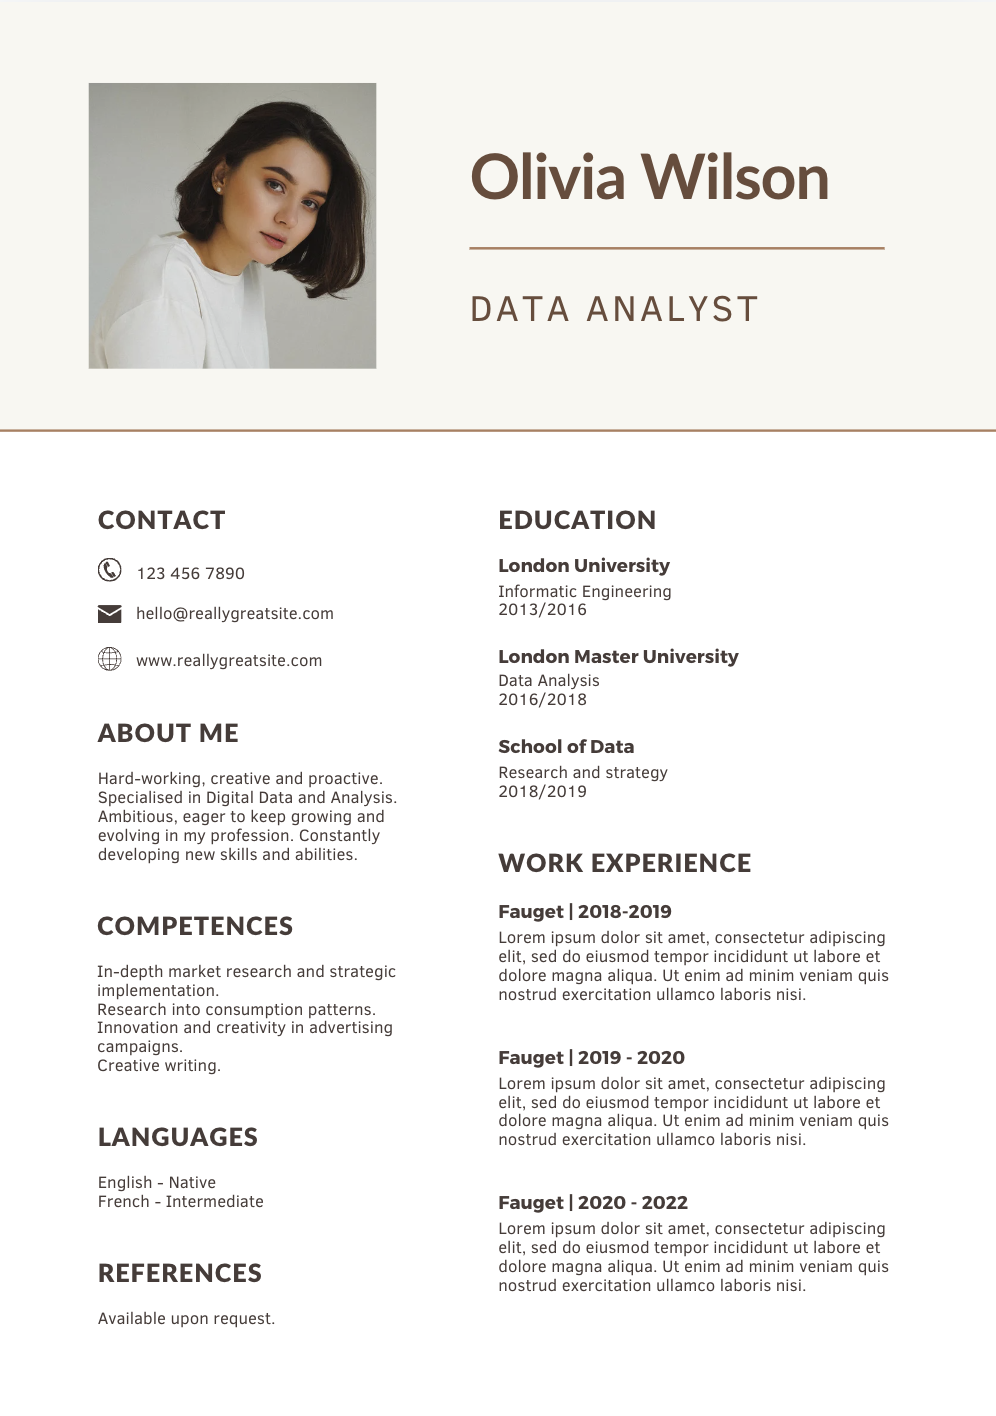 Olivia Wilson
DATA ANALYST
CONTACT
123 456 7890
hello@reallygreatsite.com
www.reallygreatsite.com
ABOUT ME
Hard-working, creative and proactive.
Specialised in Digital Data and Analysis.
Ambitious, eager to keep growing and
evolving in my profession. Constantly
developing new skills and abilities.
COMPETENCES
In-depth market research and strategic
implementation.
Research into consumption patterns.
Innovation and creativity in advertising
campaigns.
Creative writing.
LANGUAGES
English - Native
French - Intermediate
REFERENCES
Available upon request.
EDUCATION
London University
Informatic Engineering
2013/2016
London Master University
Data Analysis
2016/2018
School of Data
Research and strategy
2018/2019
WORK EXPERIENCE
Fauget | 2018-2019
Lorem ipsum dolor sit amet, consectetur adipiscing
elit, sed do eiusmod tempor incididunt ut labore et
dolore magna aliqua. Ut enim ad minim veniam quis
nostrud exercitation ullamco laboris nisi.
Fauget | 2019 - 2020
Lorem ipsum dolor sit amet, consectetur adipiscing
elit, sed do eiusmod tempor incididunt ut labore et
dolore magna aliqua. Ut enim ad minim veniam quis
nostrud exercitation ullamco laboris nisi.
Fauget | 2020 - 2022
Lorem ipsum dolor sit amet, consectetur adipiscing
elit, sed do eiusmod tempor incididunt ut labore et
dolore magna aliqua. Ut enim ad minim veniam quis
nostrud exercitation ullamco laboris nisi.